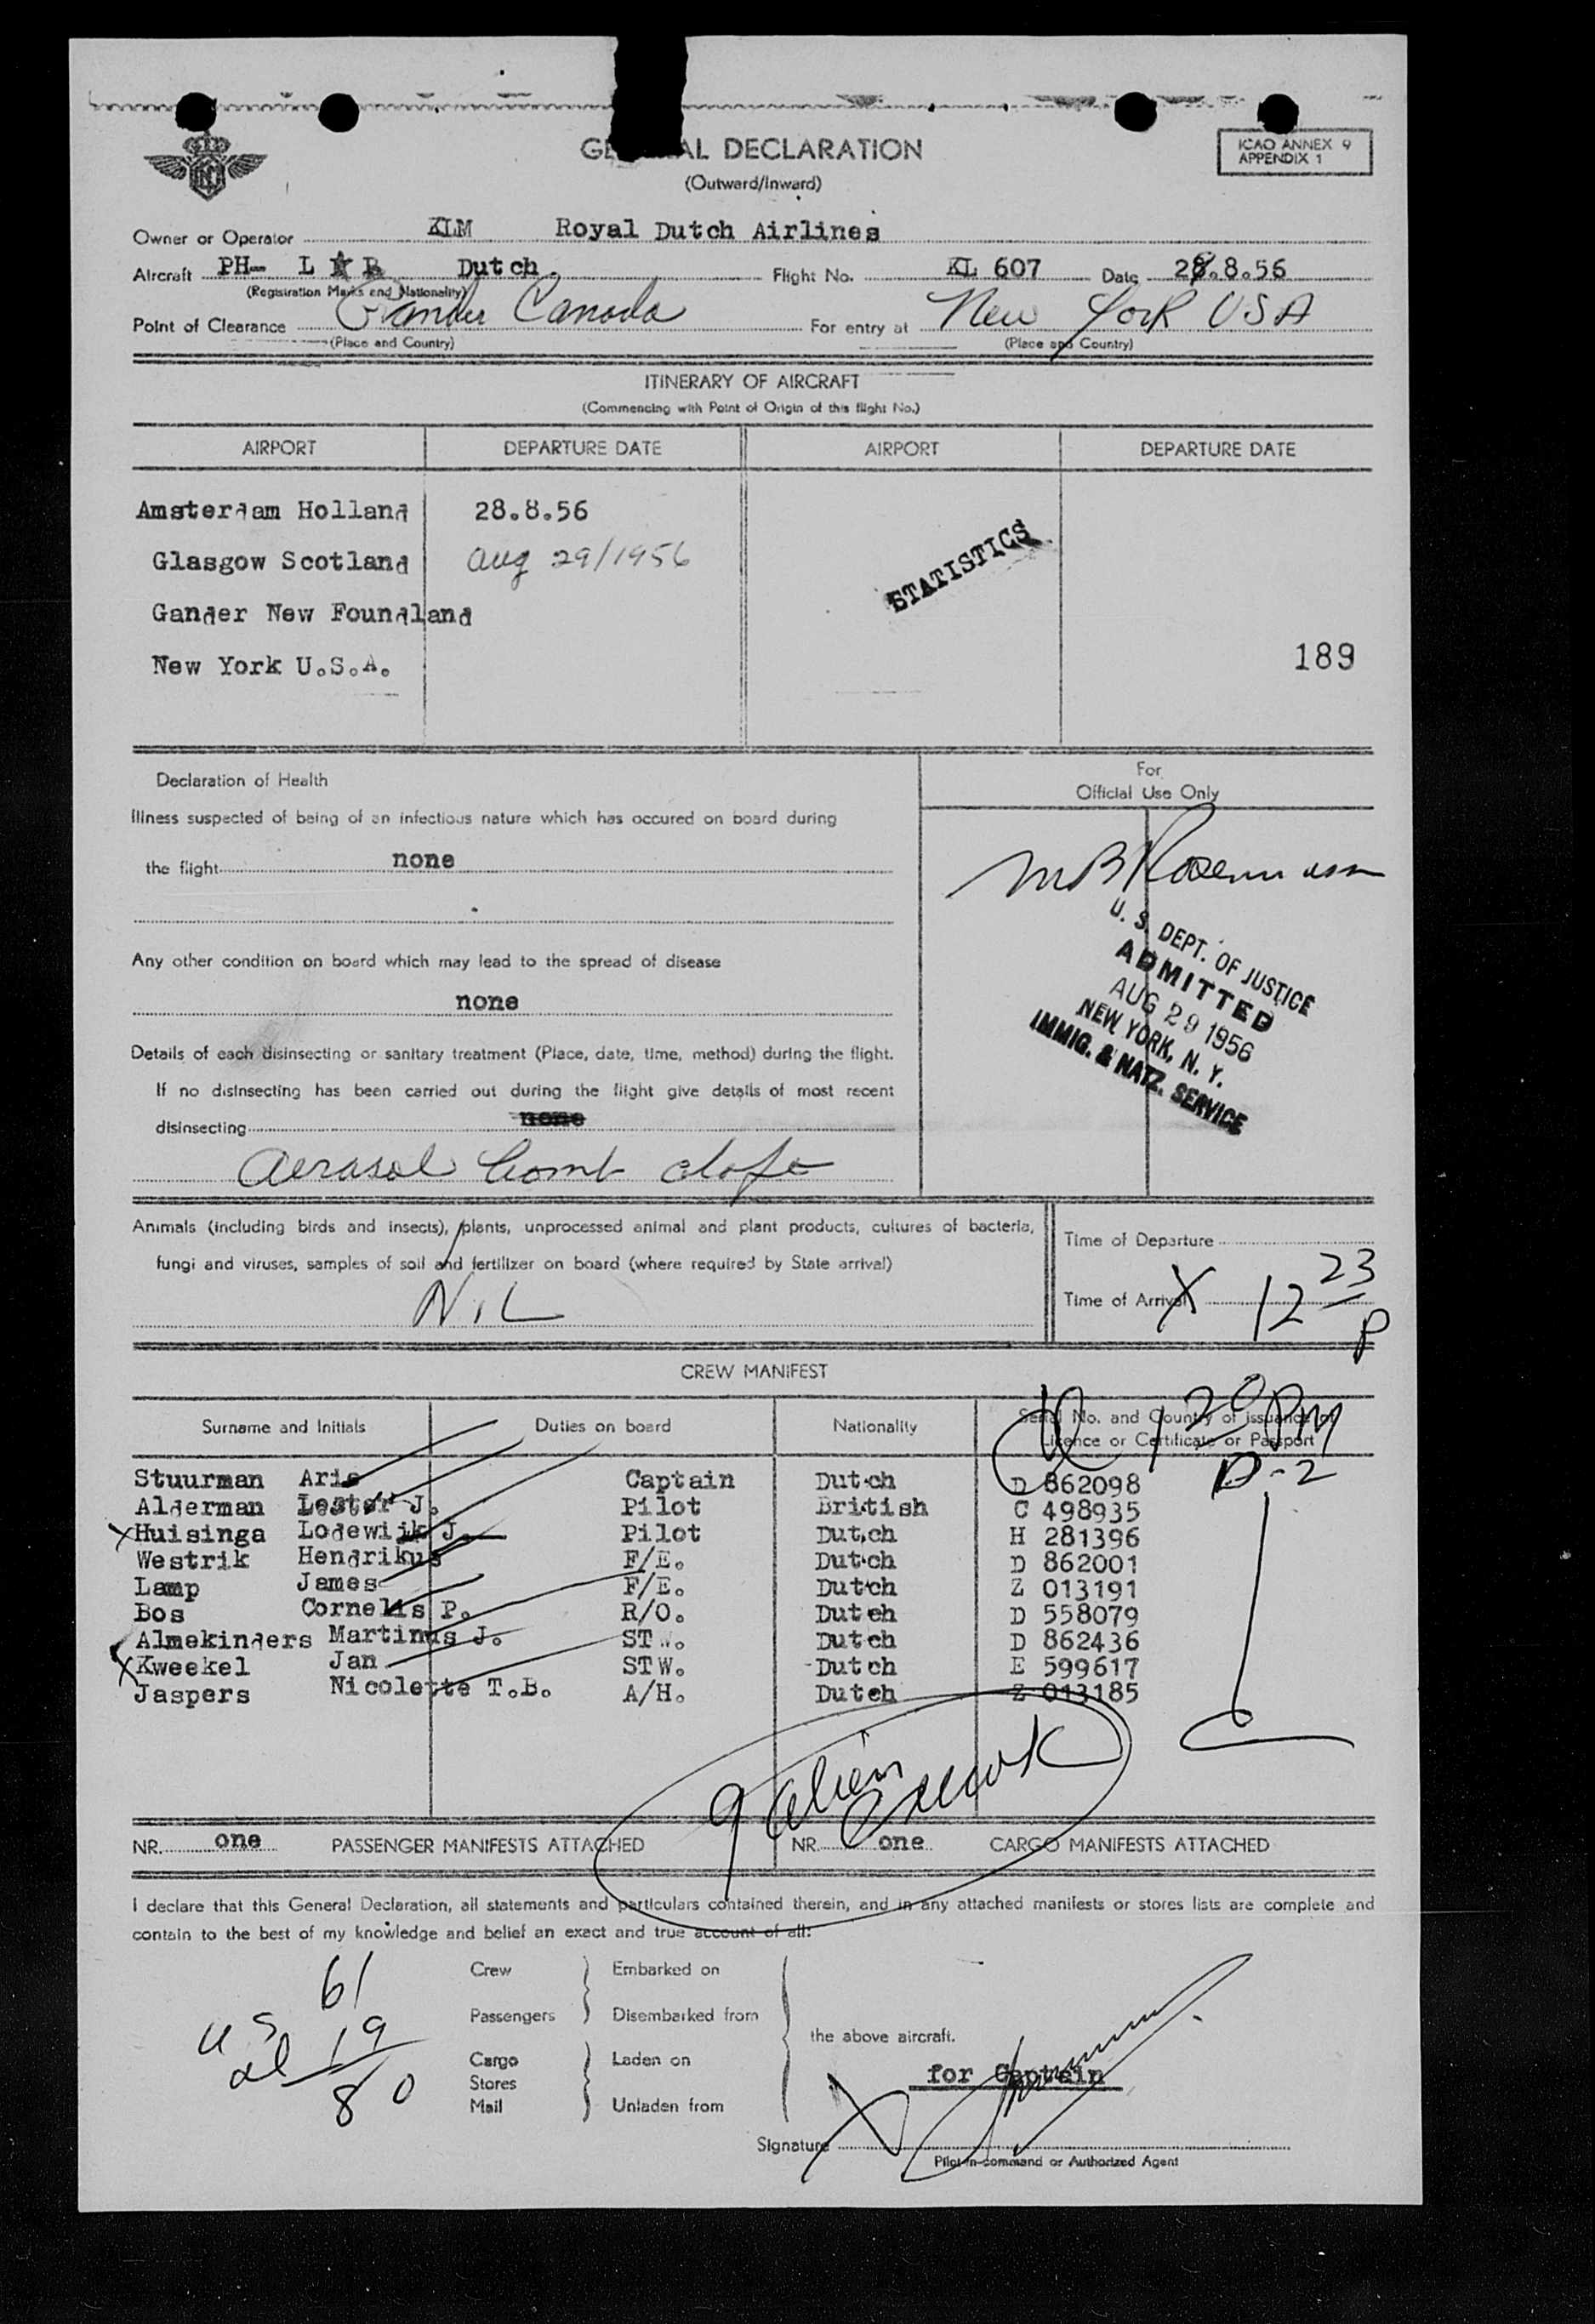 GE AL DECLARATION
(Outward/Inward)
ICAO ANNEX 9
APPENDIX 1
Owner or Operator KLM Royal Dutch Airlines
Aircraft PH- L Dutch. Flight No. KL 607 Date 28.8.56
(Registration Marks and Nationality)
Point of Clearance Gander Canada For entry at New York USA
(Place and Country) (Place and Country)
ITINERARY OF AIRCRAFT
(Commencing with Point of Origin of this flight No.)
AIRPORT DEPARTURE DATE AIRPORT DEPARTURE DATE
Amsterdam Holland 28.8.56
Glasgow Scotland Aug 29/1956
STATISTICS
Gander New Foundland
New York U.S.A.
189
Declaration of Health
For
Official Use Only
Illness suspected of being of an infectious nature which has occured on board during
the flight none
Any other condition on board which may lead to the spread of disease
none
U. S. DEPT. OF JUSTICE
ADMITTED
AUG 29 1956
NEW YORK, N. Y.
IMMIG. & NATZ. SERVICE
Details of each disinsecting or sanitary treatment (Place, date, time, method) during the flight.
If no disinsecting has been carried out during the flight give details of most recent
disinsecting none
Aerosol bomb
Animals (including birds and insects), plants, unprocessed animal and plant products, cultures of bacteria,
fungi and viruses, samples of soil and fertilizer on board (where required by State arrival)
NIL
Time of Departure
Time of Arrival X 12 23 P
CREW MANIFEST
1 20 PM
Surname and Initials Duties on board Nationality Serial No. and Country of issuance of
Licence or Certificate or Passport
D-2
Stuurman Aris Captain Dutch D 862098
Alderman Lester J. Pilot British C 498935
X Huisinga Lodewijk J. Pilot Dutch H 281396
Westrik Hendrikus F/E. Dutch D 862001
Lamp James F/E. Dutch Z 013191
Bos Cornelis P. R/O. Dutch D 558079
Almekinders Martinus J. STW. Dutch D 862436
X Kweekel Jan STW. Dutch E 599617
Jaspers Nicolette T.B. A/H. Dutch Z 013185
9 alien crew
NR. one PASSENGER MANIFESTS ATTACHED NR. one CARGO MANIFESTS ATTACHED
I declare that this General Declaration, all statements and particulars contained therein, and in any attached manifests or stores lists are complete and
contain to the best of my knowledge and belief an exact and true account of all:
61
us 19
al
80
Crew Embarked on
Passengers Disembarked from
the above aircraft.
Cargo Laden on
Stores
Mail Unladen from
for Captain
X
Signature
Pilot-in-command or Authorized Agent